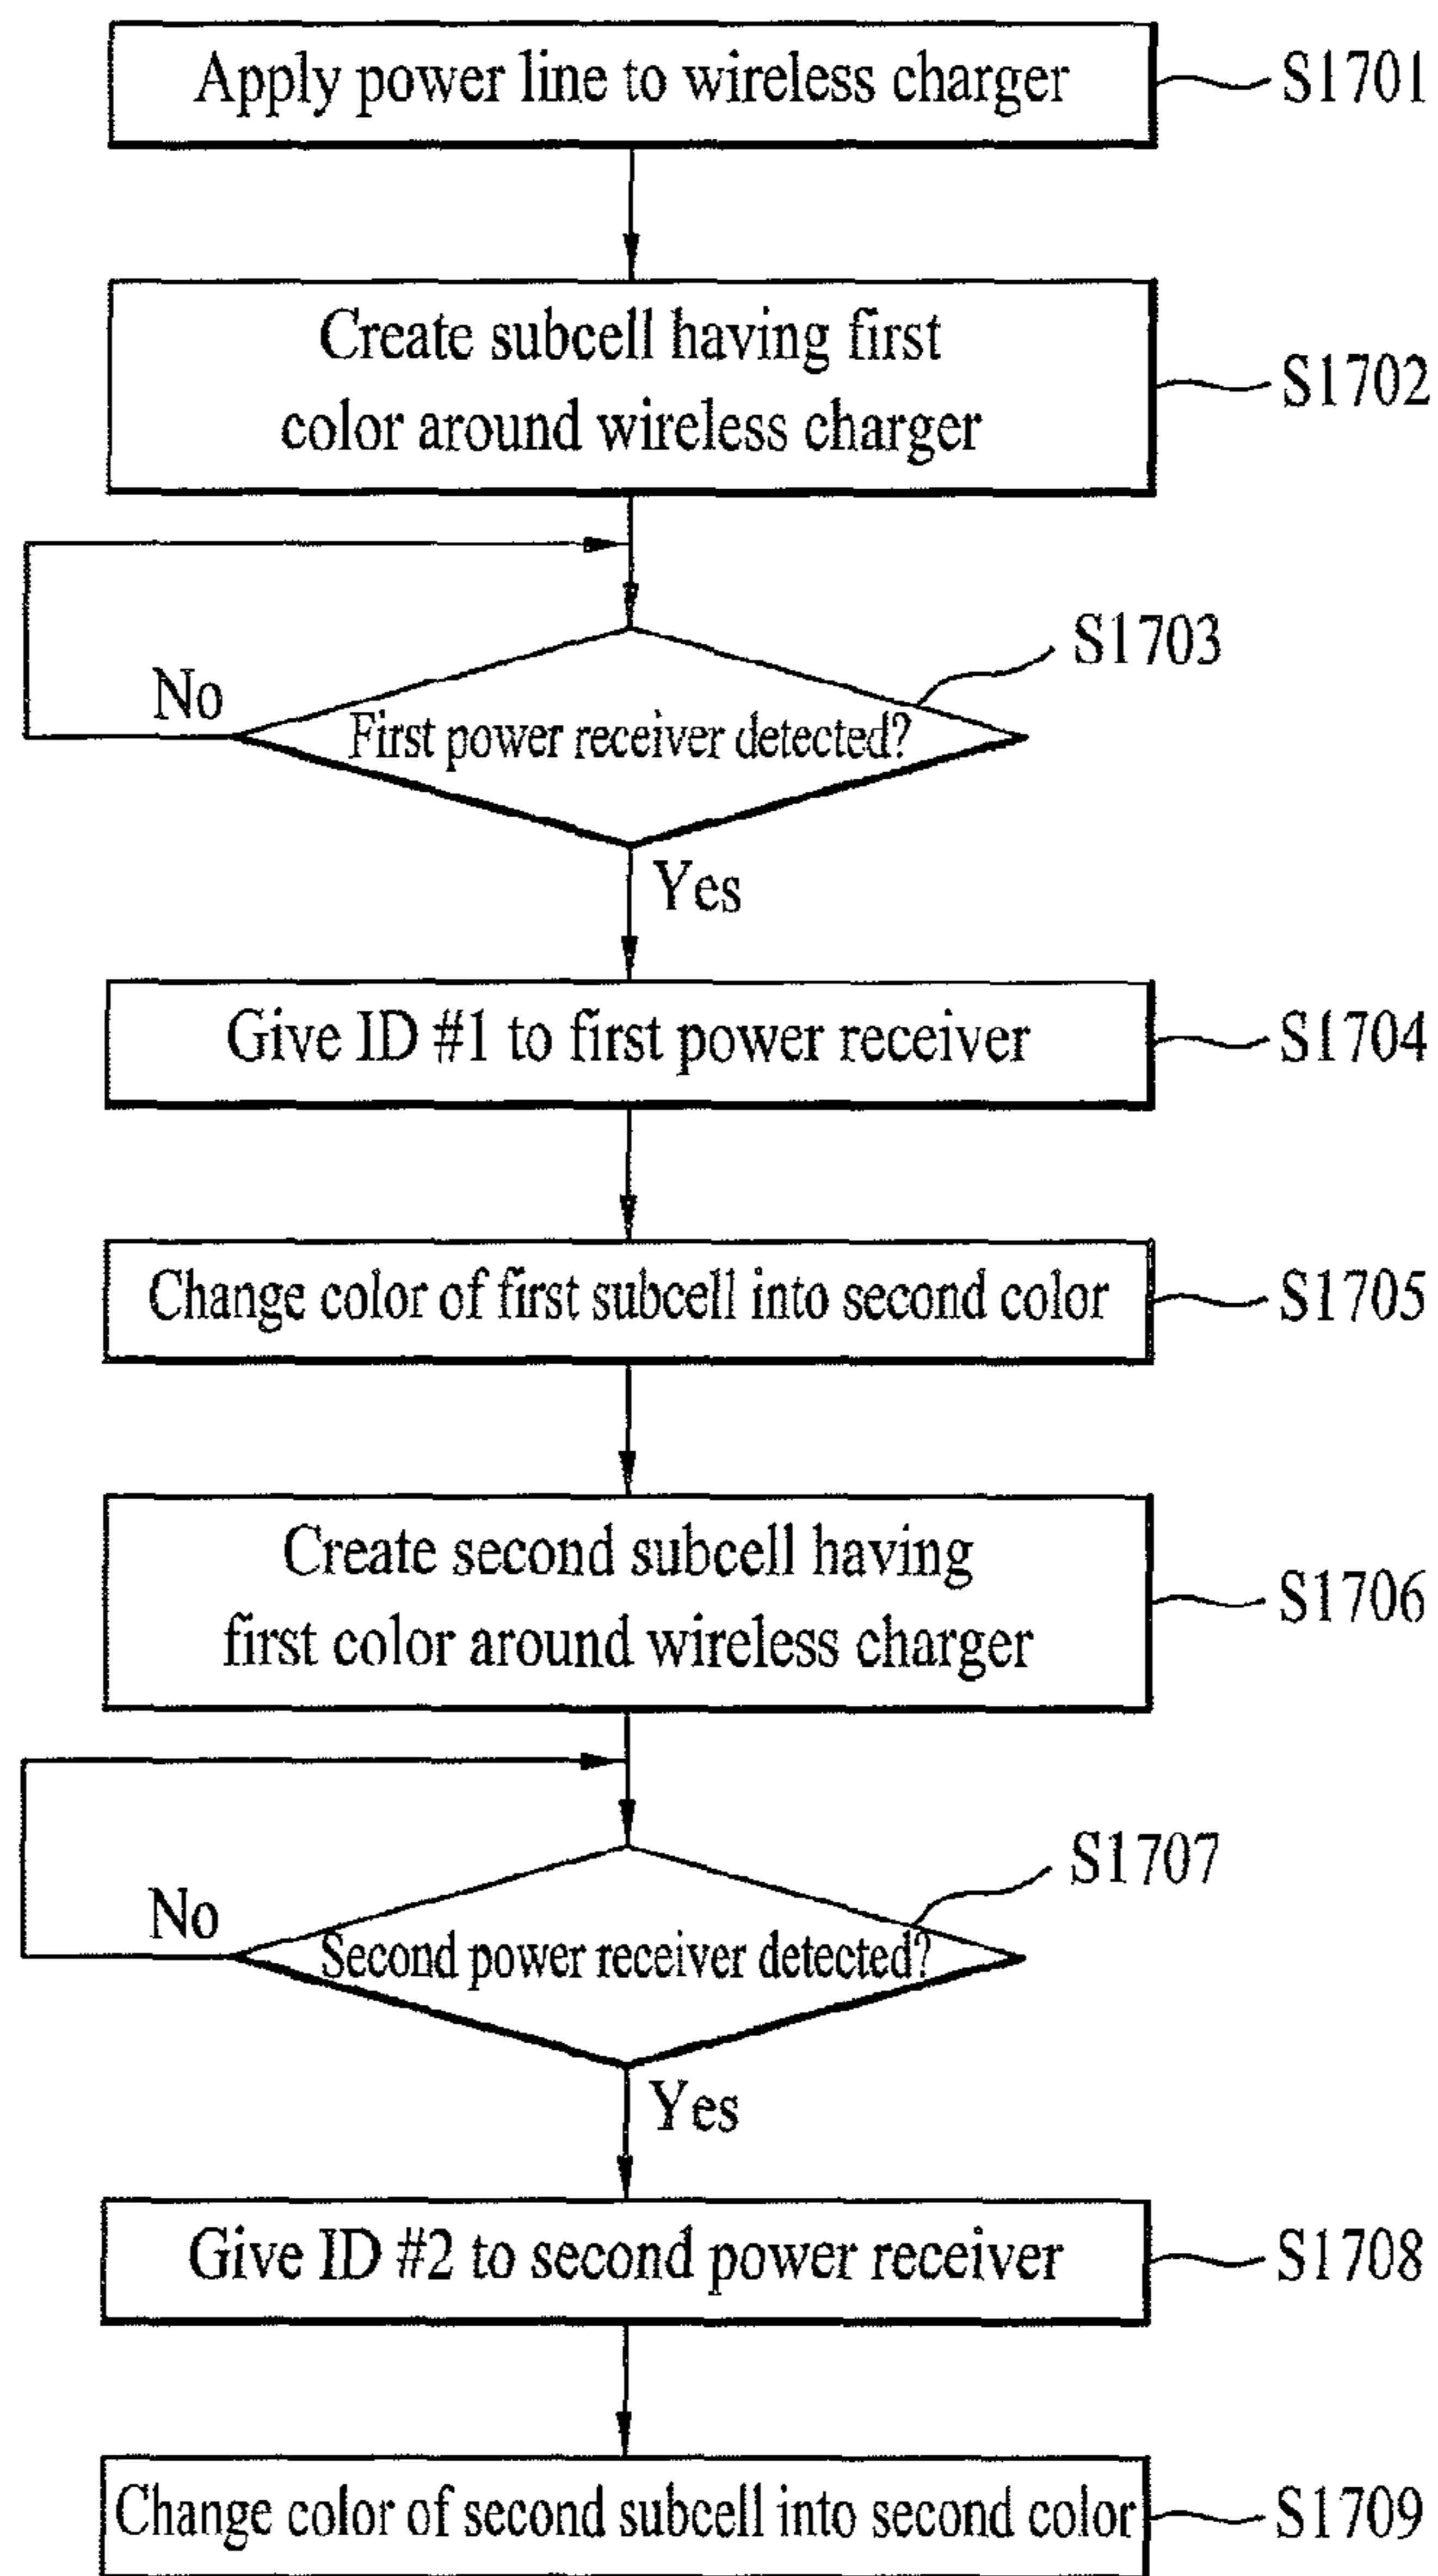 Apply power line to wireless charger
S1701
Create subcell having first
color around wireless charger
S1702
S1703
No
First power receiver detected?
Yes
Give ID #1 to first power receiver
S1704
Change color of first subcell into second color
S1705
Create second subcell having
first color around wireless charger
S1706
S1707
No
Second power receiver detected?
Yes
Give ID #2 to second power receiver
S1708
Change color of second subcell into second color
S1709